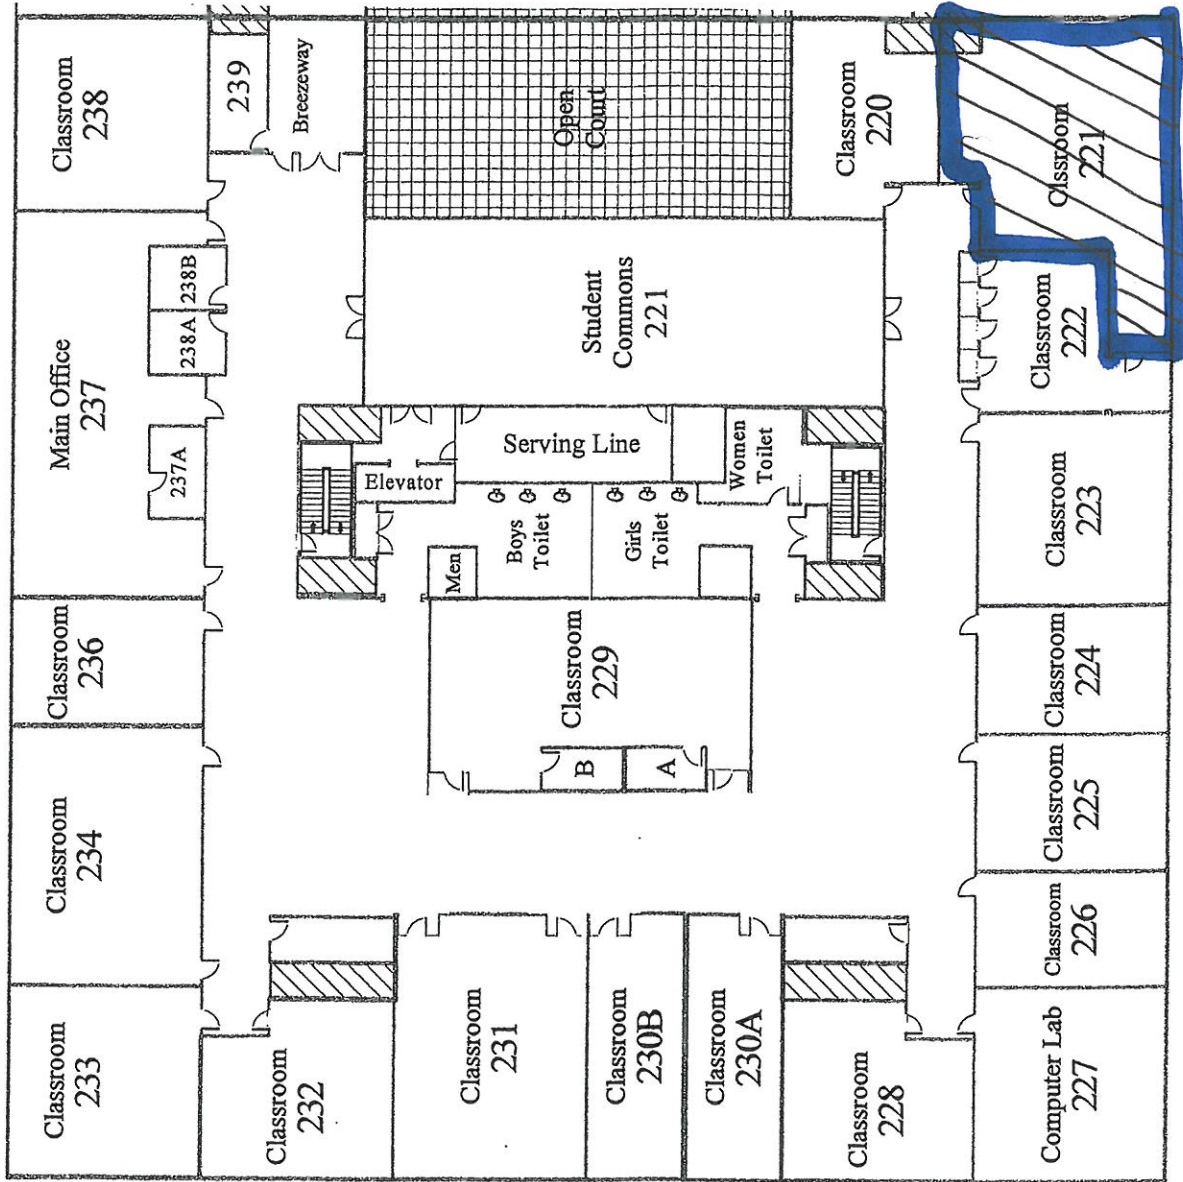 Classroom
238
239
Breezeway
Open
Court
Classroom
220
Clssroom
221
Main Office
237
238B
238A
237A
Student
Commons
221
Classroom
222
Serving Line
Elevator
Women
Toilet
Boys
Toilet
Girls
Toilet
Men
Classroom
223
Classroom
236
Classroom
229
B
A
Classroom
224
Classroom
234
Classroom
225
Classroom
226
Classroom
233
Classroom
232
Classroom
231
Classroom
230B
Classroom
230A
Classroom
228
Computer Lab
227